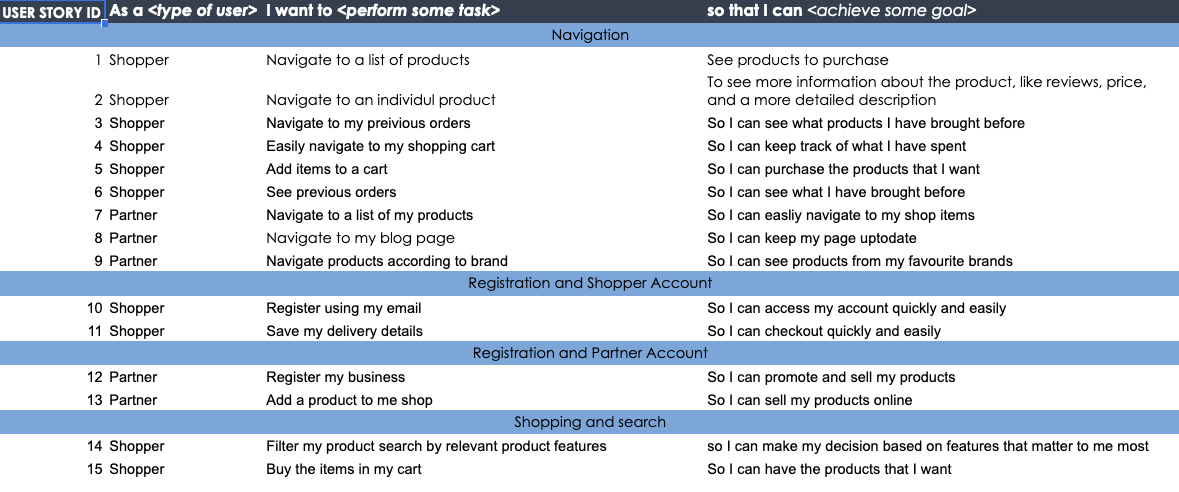 USER STORY ID As a <type of user> I want to <perform some task> so that I can <achieve some goal>
Navigation
1 Shopper Navigate to a list of products See products to purchase
To see more information about the product, like reviews, price,
2 Shopper Navigate to an individul product and a more detailed description
3 Shopper Navigate to my preivious orders So I can see what products I have brought before
4 Shopper Easily navigate to my shopping cart So I can keep track of what I have spent
5 Shopper Add items to a cart So I can purchase the products that I want
6 Shopper See previous orders So I can see what I have brought before
7 Partner Navigate to a list of my products So I can easliy navigate to my shop items
8 Partner Navigate to my blog page So I can keep my page uptodate
9 Partner Navigate products according to brand So I can see products from my favourite brands
Registration and Shopper Account
10 Shopper Register using my email So I can access my account quickly and easily
11 Shopper Save my delivery details So I can checkout quickly and easily
Registration and Partner Account
12 Partner Register my business So I can promote and sell my products
13 Partner Add a product to me shop So I can sell my products online
Shopping and search
14 Shopper Filter my product search by relevant product features so I can make my decision based on features that matter to me most
15 Shopper Buy the items in my cart So I can have the products that I want